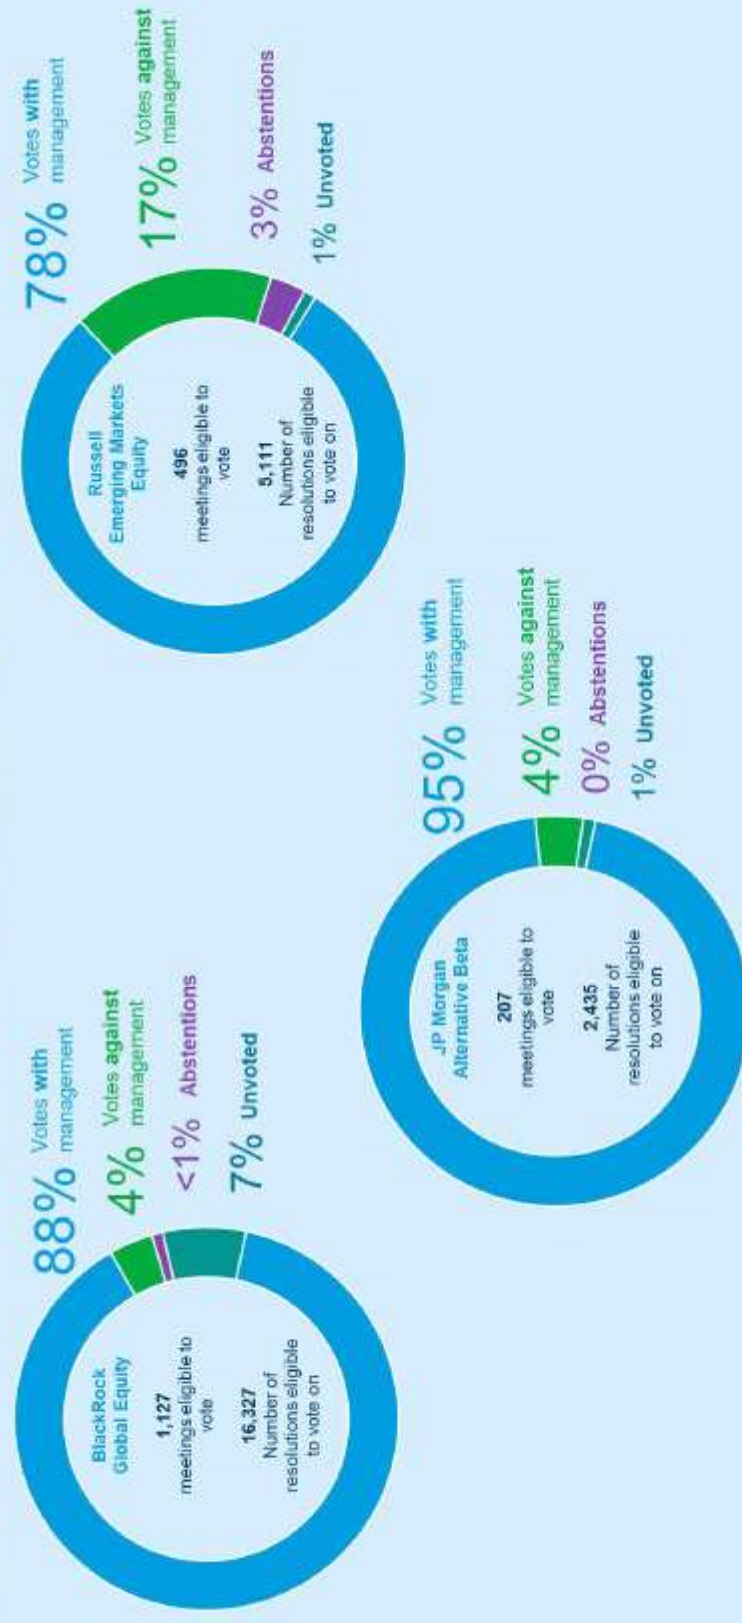 BlackRock
Global Equity
1,127
meetings eligible to
vote
16,327
Number of
resolutions eligible
to vote on
88% Votes with
management
4% Votes against
management
<1% Abstentions
7% Unvoted
JP Morgan
Alternative Beta
207
meetings eligible to
vote
2,435
Number of
resolutions eligible
to vote on
95% Votes with
management
4% Votes against
management
0% Abstentions
1% Unvoted
Russell
Emerging Markets
Equity
496
meetings eligible to
vote
5,111
Number of
resolutions eligible
to vote on
78% Votes with
management
17% Votes against
management
3% Abstentions
1% Unvoted